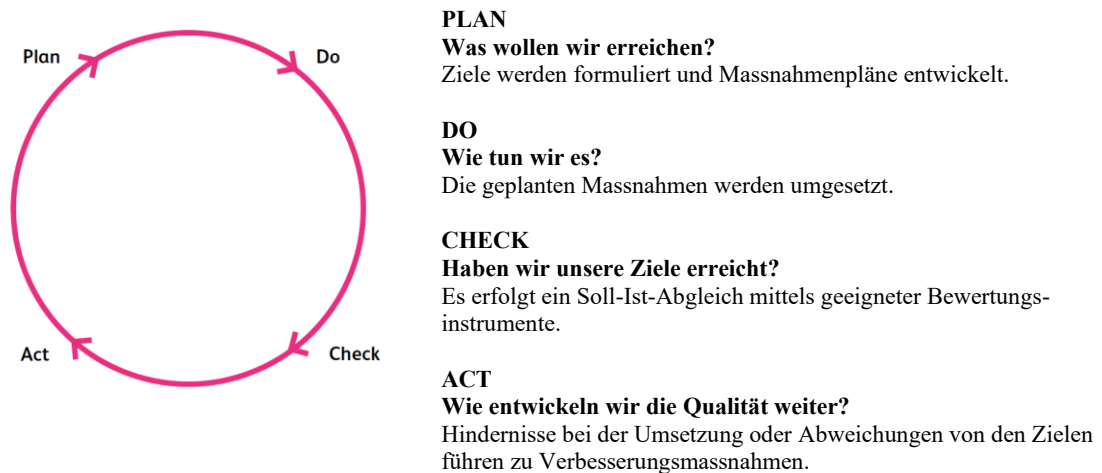 Plan
Do
Check
Act
PLAN
Was wollen wir erreichen?
Ziele werden formuliert und Massnahmenpläne entwickelt.
DO
Wie tun wir es?
Die geplanten Massnahmen werden umgesetzt.
CHECK
Haben wir unsere Ziele erreicht?
Es erfolgt ein Soll-Ist-Abgleich mittels geeigneter Bewertungs-
instrumente.
ACT
Wie entwickeln wir die Qualität weiter?
Hindernisse bei der Umsetzung oder Abweichungen von den Zielen
führen zu Verbesserungsmassnahmen.